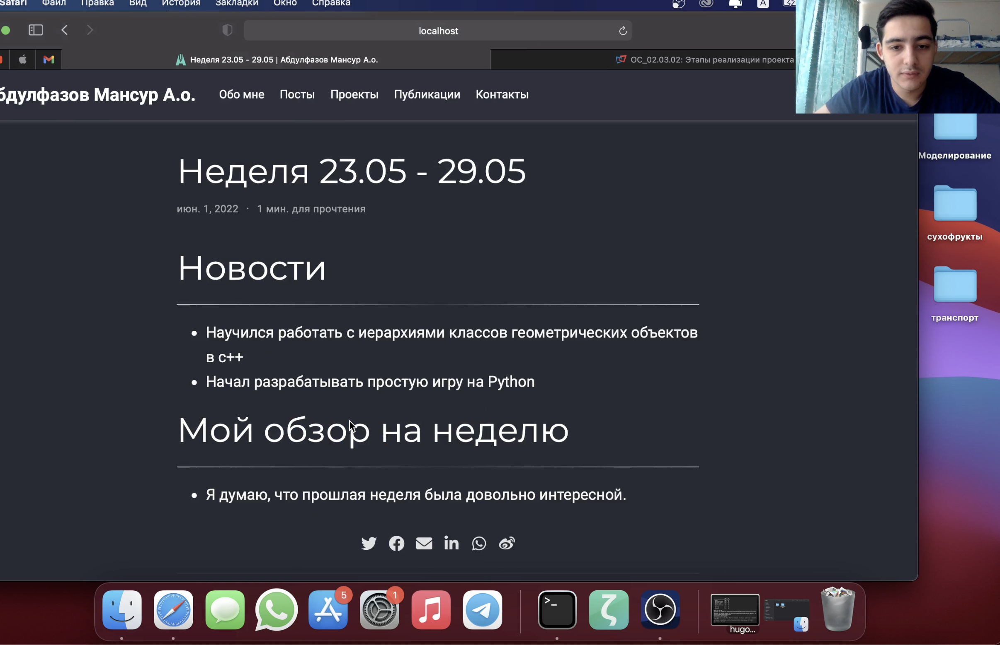 Safari Файл Правка Вид История Закладки Окно Справка
A
localhost
Неделя 23.05 - 29.05 | Абдулфазов Мансур А.о.
ОС_02.03.02: Этапы реализации проекта
бдулфазов Мансур А.о. Обо мне Посты Проекты Публикации Контакты
Неделя 23.05 - 29.05
июн. 1, 2022 · 1 мин. для прочтения
Новости
Научился работать с иерархиями классов геометрических объектов
в с++
Начал разрабатывать простую игру на Python
Мой обзор на неделю
Я думаю, что прошлая неделя была довольно интересной.
Моделирование
сухофрукты
транспорт
5
1
hugo...